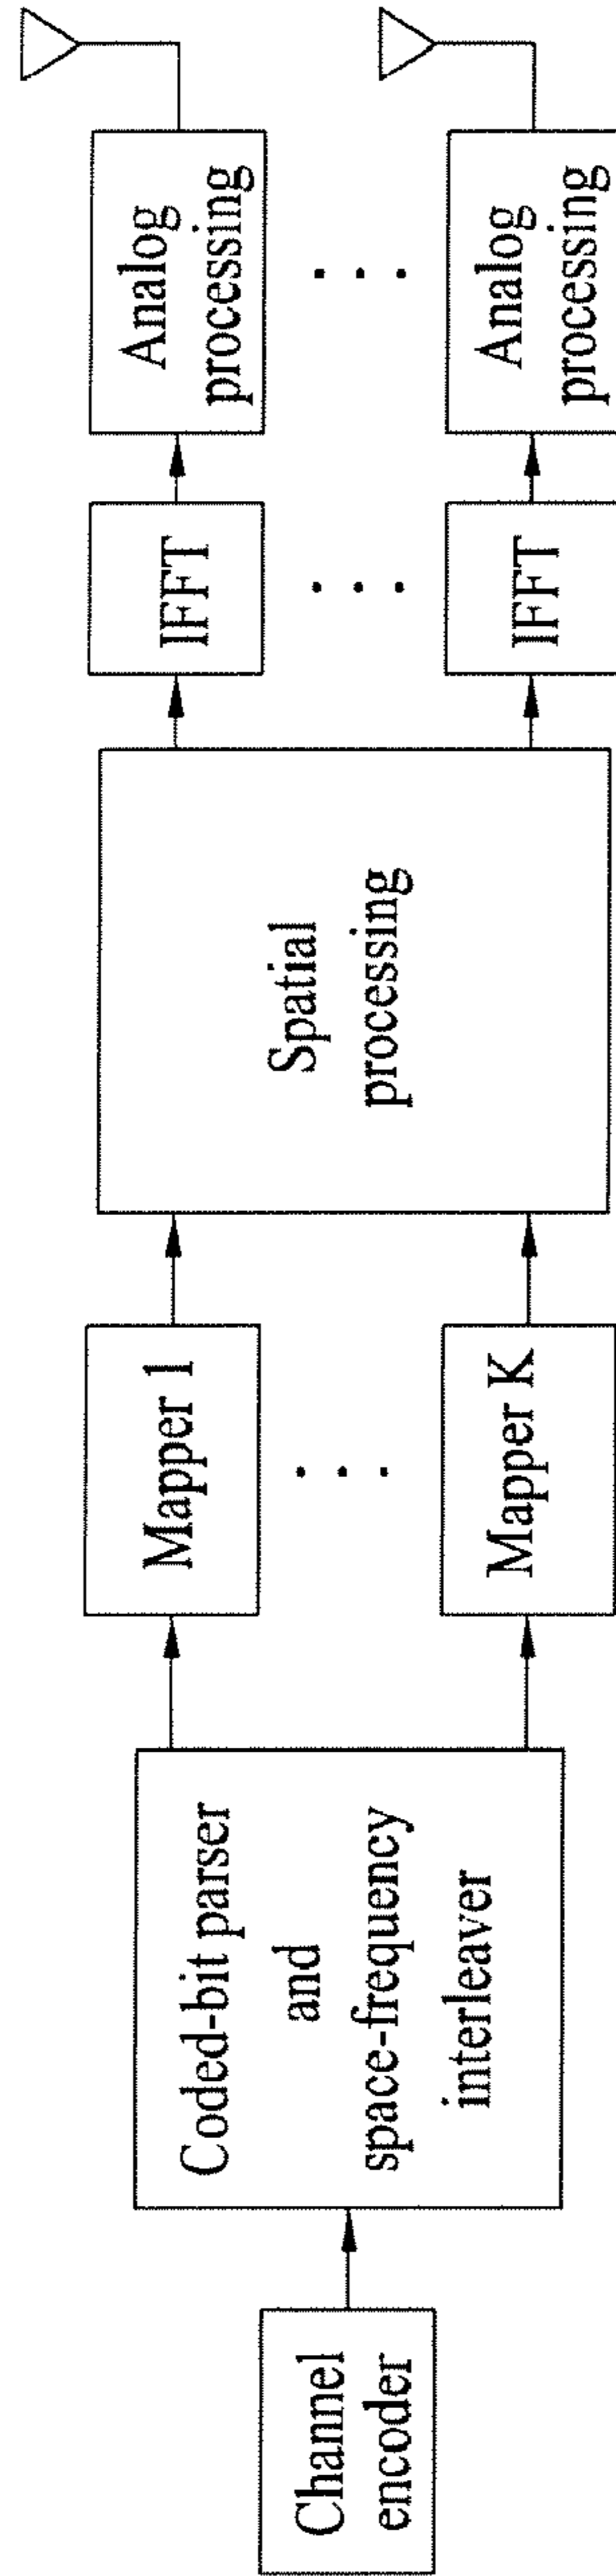 Channel
encoder
Coded-bit parser
and
space-frequency
interleaver
Mapper 1
. . .
Mapper K
Spatial
processing
IFFT
. . .
IFFT
Analog
processing
. . .
Analog
processing